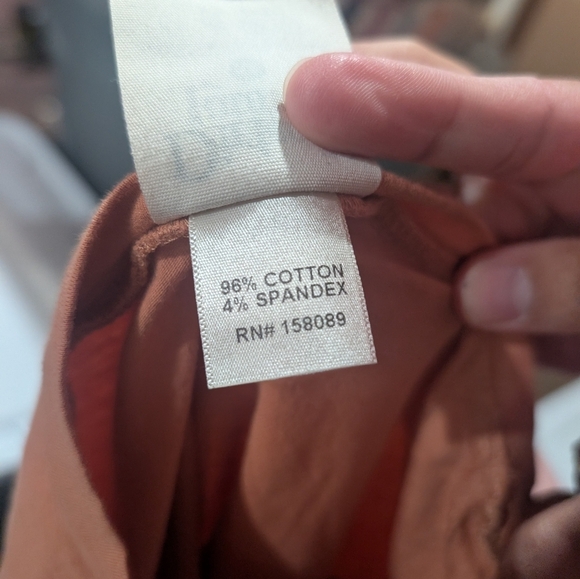 96% COTTON
4% SPANDEX
RN# 158089